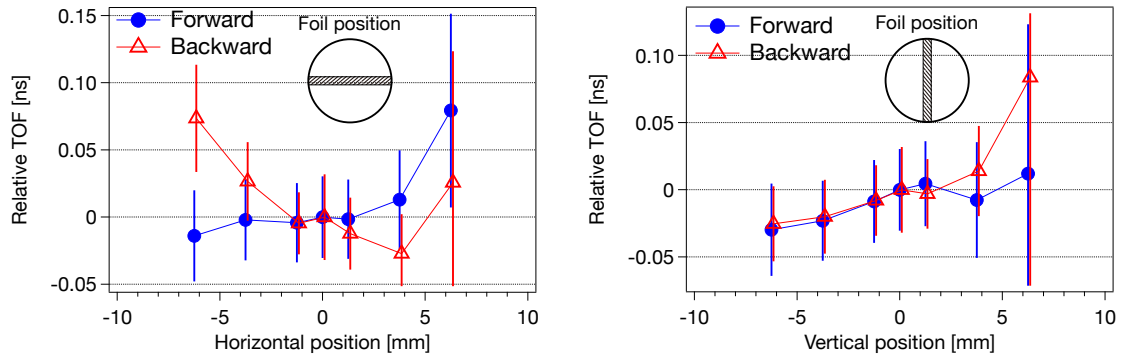 Forward
Backward
Foil position
0.15
0.10
0.05
0
-0.05
Relative TOF [ns]
-10
-5
0
5
10
Horizontal position [mm]
Forward
Backward
Foil position
0.10
0.05
0
-0.05
Relative TOF [ns]
-10
-5
0
5
10
Vertical position [mm]